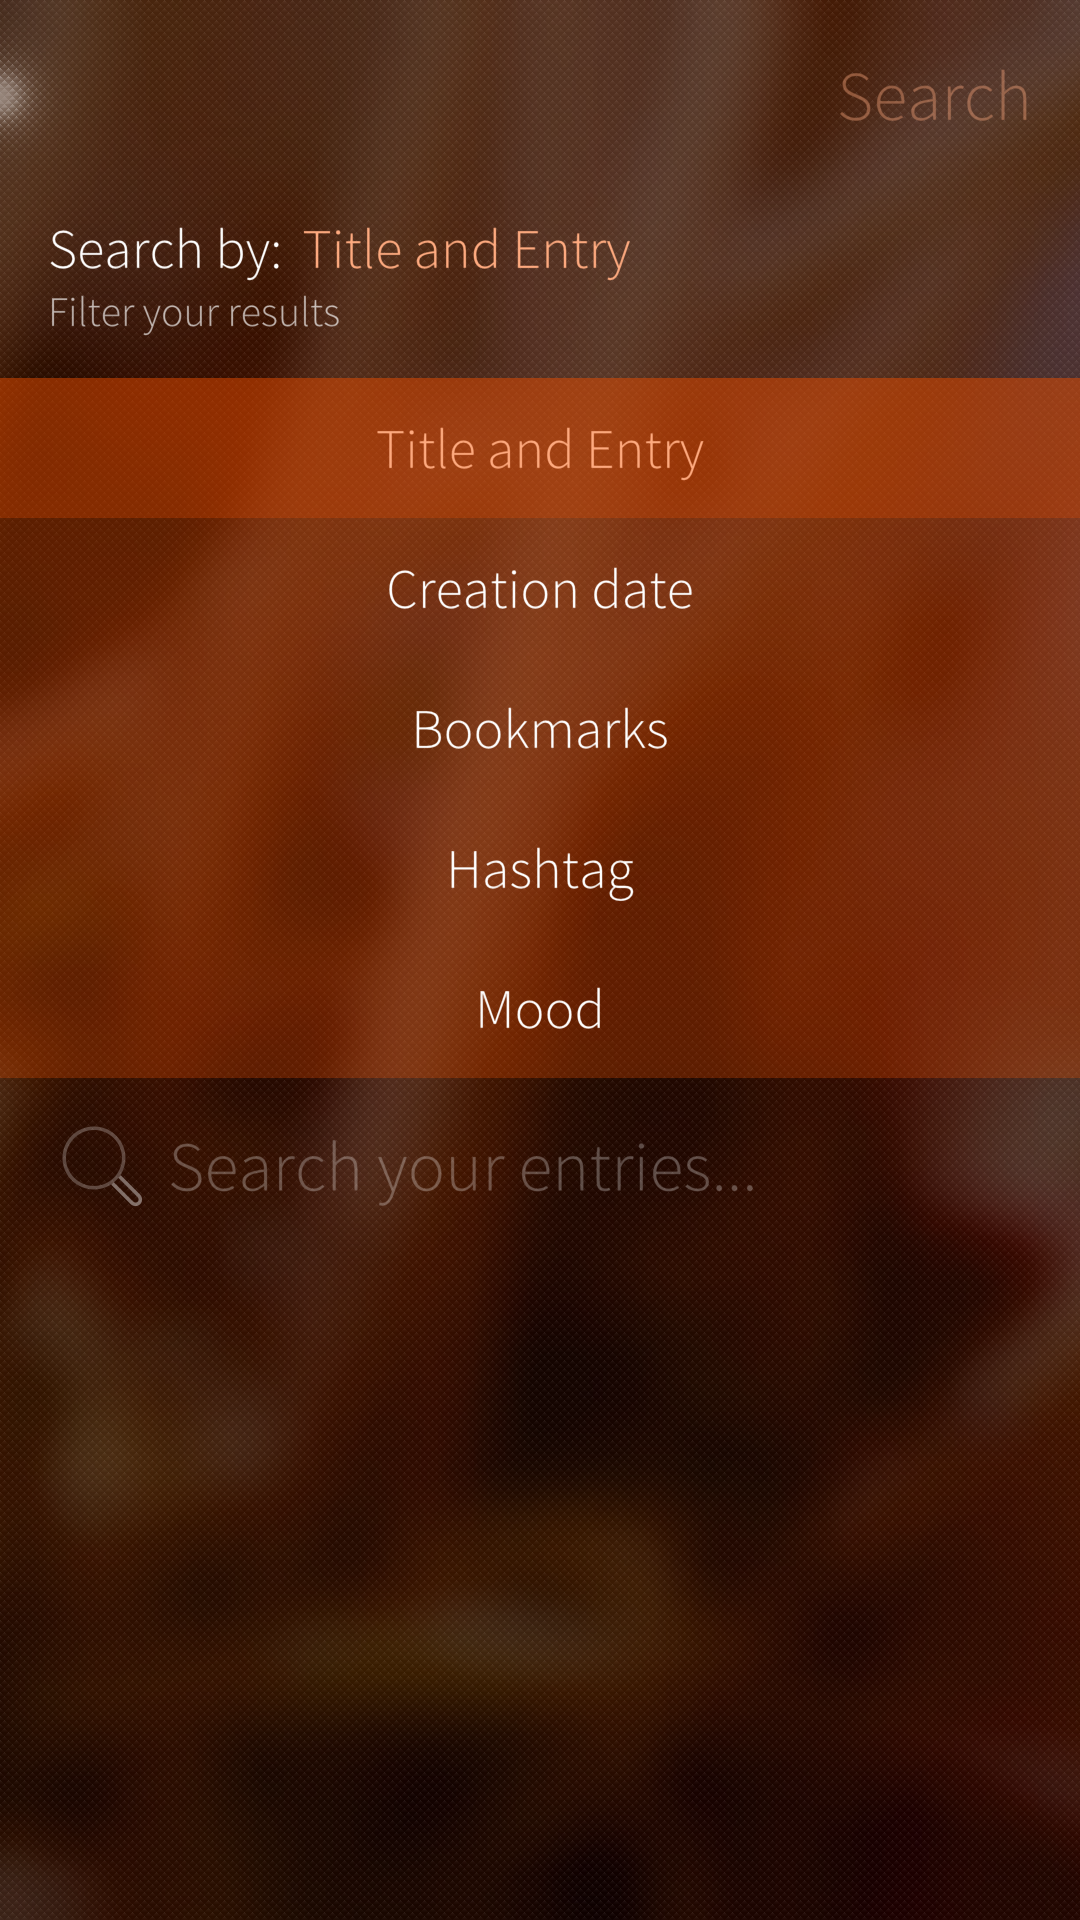 Search
Search by: Title and Entry
Filter your results
Title and Entry
Creation date
Bookmarks
Hashtag
Mood
Search your entries...